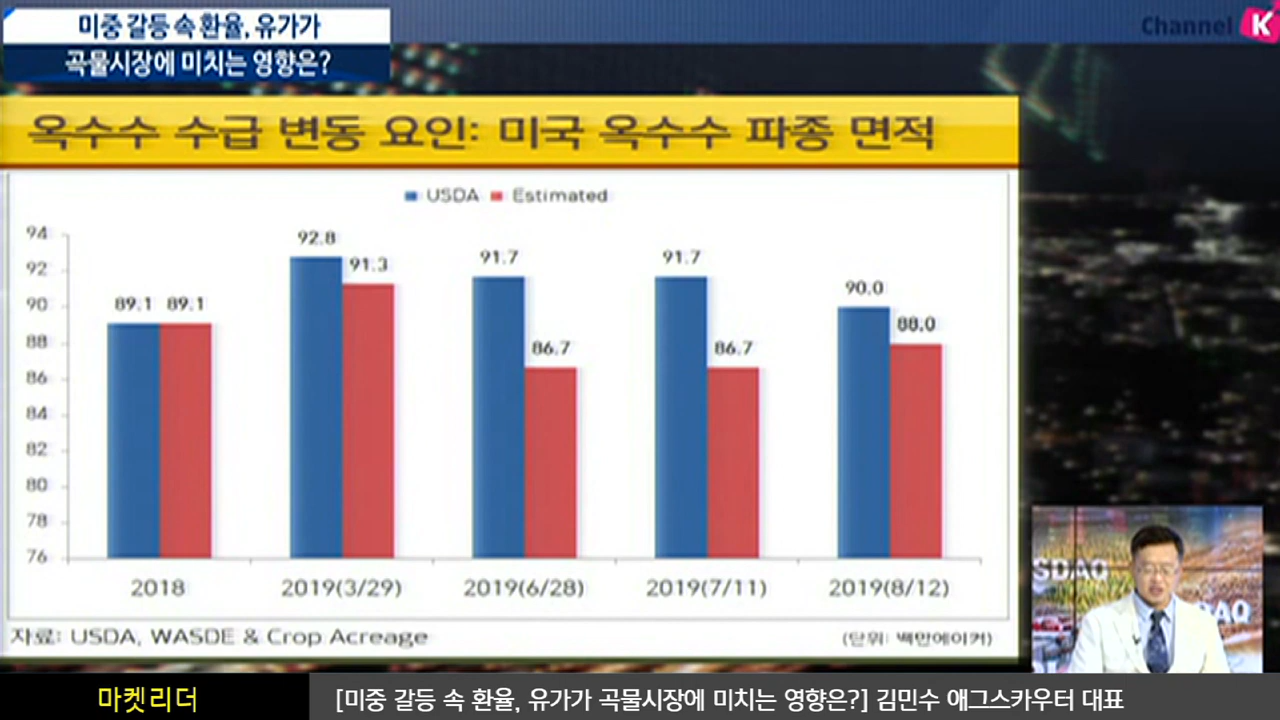 미중 갈등 속 환율, 유가가
곡물시장에 미치는 영향은?
Channel K
옥수수 수급 변동 요인: 미국 옥수수 파종 면적
USDA Estimated
94
92
90
88
86
84
82
80
78
76
89.1 89.1
92.8 91.3
91.7 86.7
91.7 86.7
90.0 88.0
2018 2019(3/29) 2019(6/28) 2019(7/11) 2019(8/12)
자료: USDA, WASDE & Crop Acreage
(단위: 백만에이커)
SDAQ
DAQ
마켓리더
[미중 갈등 속 환율, 유가가 곡물시장에 미치는 영향은?] 김민수 애그스카우터 대표